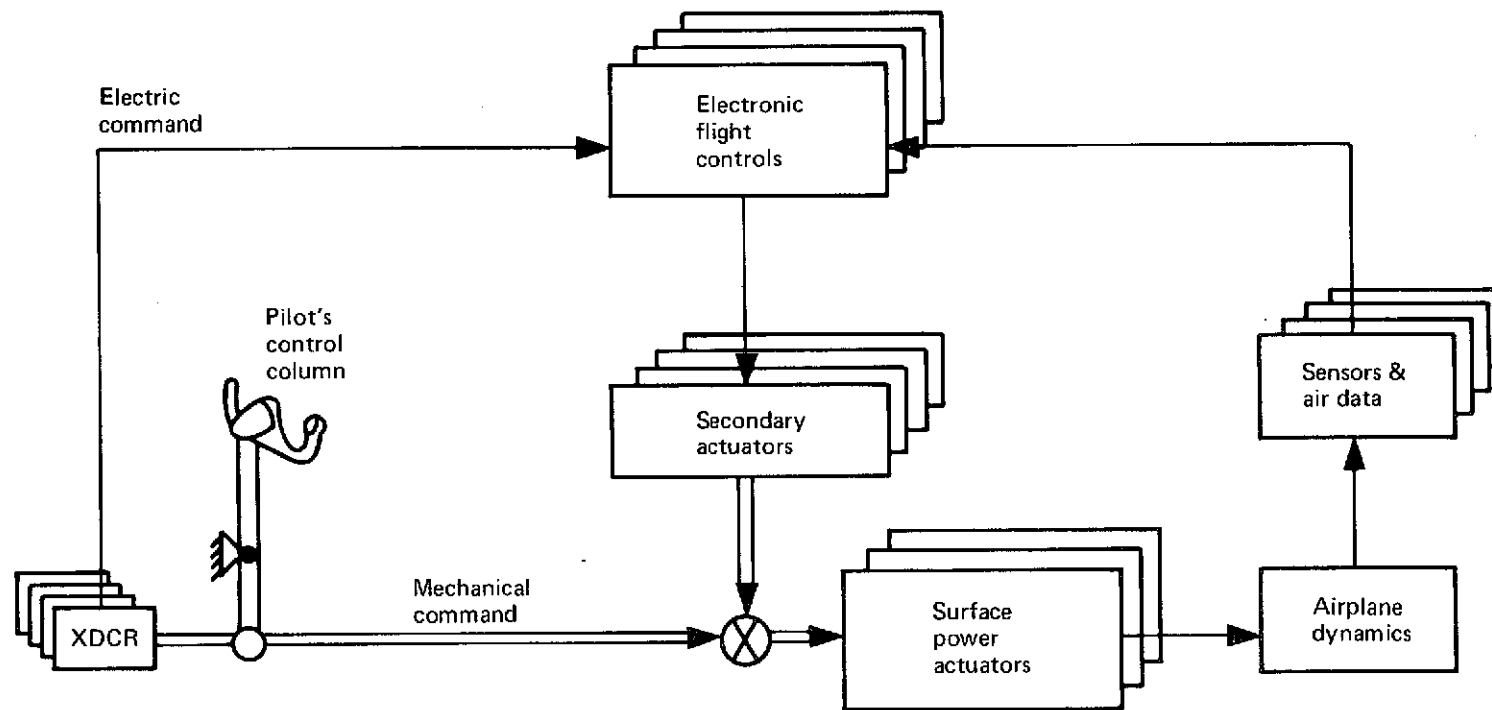 Electric
command
Electronic
flight
controls
Pilot's
control
column
Secondary
actuators
Sensors &
air data
XDCR
Mechanical
command
Surface
power
actuators
Airplane
dynamics